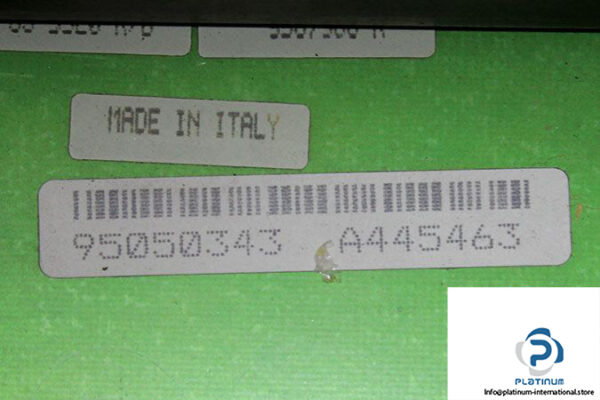 MADE IN ITALY
95050343 A445463
PLATINUM
Info@platinum-international.store